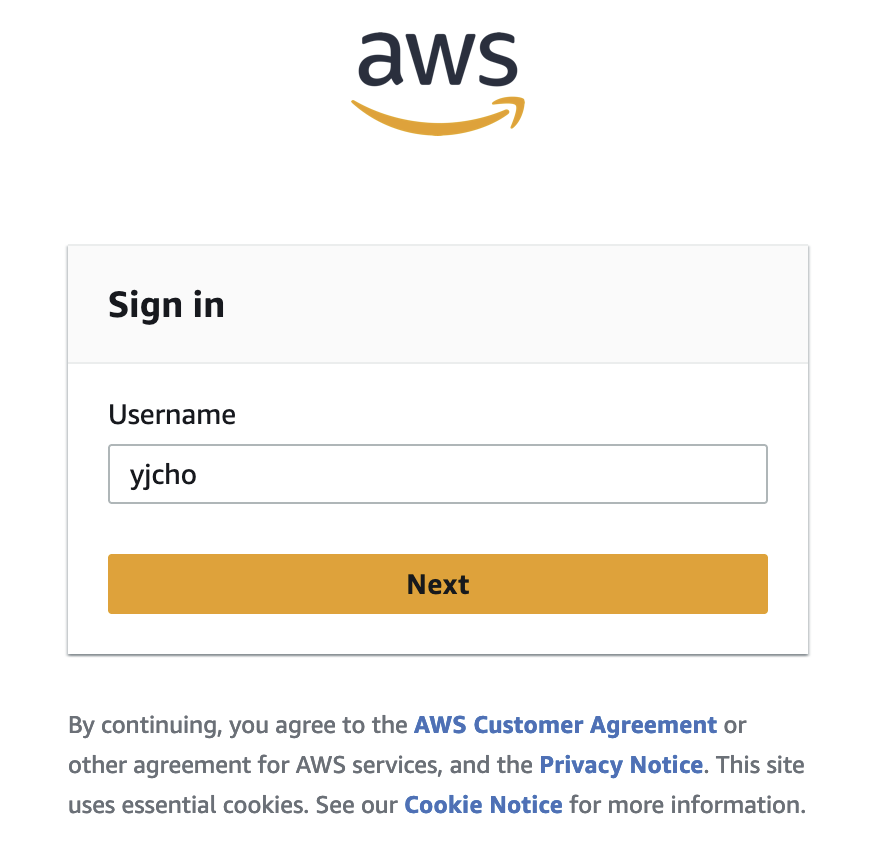 aws
Sign in
Username
yjcho
Next
By continuing, you agree to the AWS Customer Agreement or
other agreement for AWS services, and the Privacy Notice. This site
uses essential cookies. See our Cookie Notice for more information.